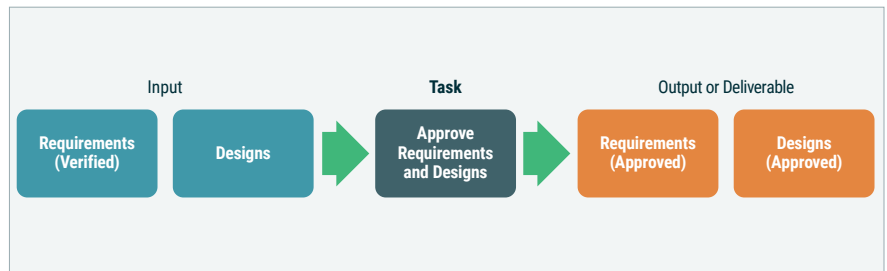 Input
Task
Output or Deliverable
Requirements
(Verified)
Designs
Approve
Requirements
and Designs
Requirements
(Approved)
Designs
(Approved)